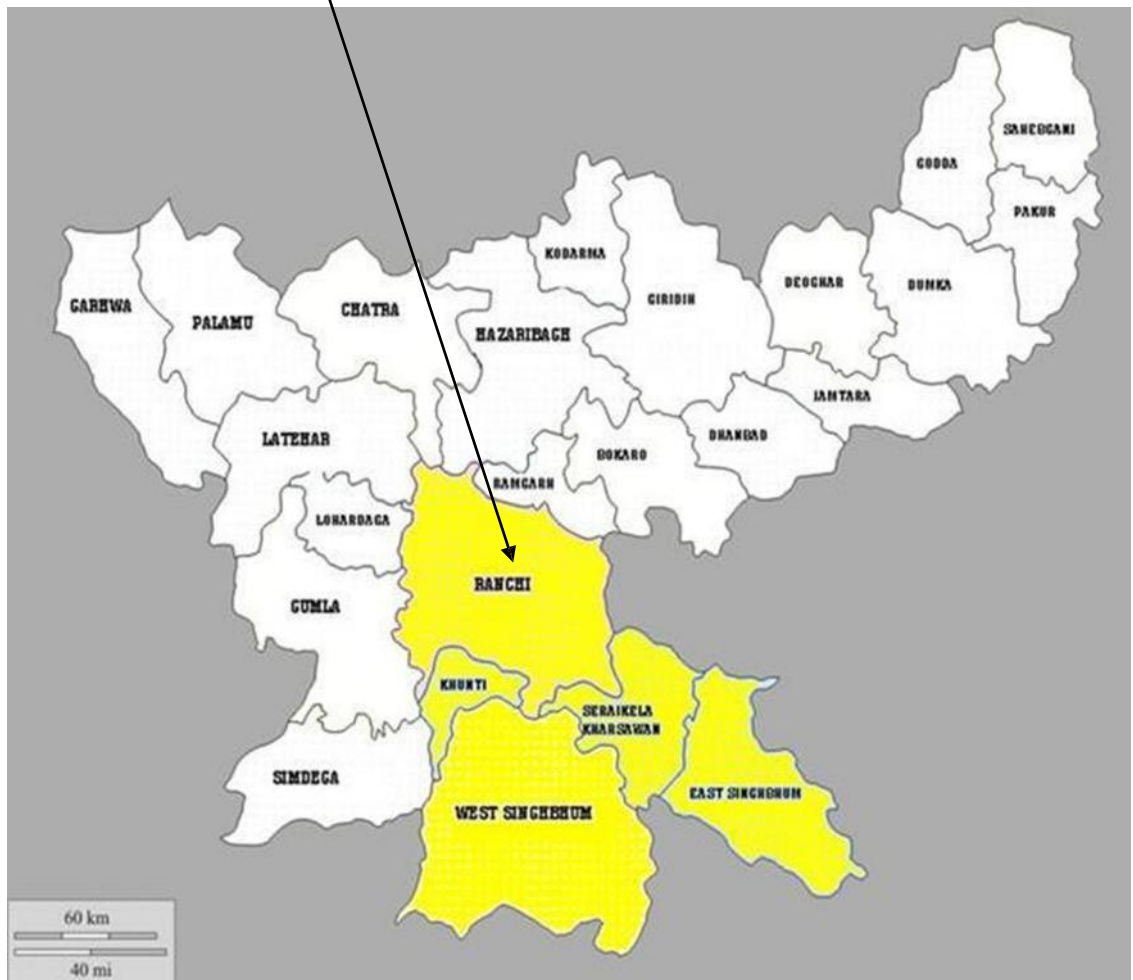 SAHEBGANJ
GODDA
PAKUR
KODARMA
DEOGHAR
DUMKA
GARHWA
CHATRA
GIRIDIH
PALAMU
HAZARIBAGH
JAMTARA
LATEHAR
DHANBAD
BOKARO
RAMGARH
LOHARDAGA
RANCHI
GUMLA
KHUNTI
SERAIKELA
KHARSAWAN
SIMDEGA
EAST SINGHBHUM
WEST SINGHBHUM
60 km
40 mi